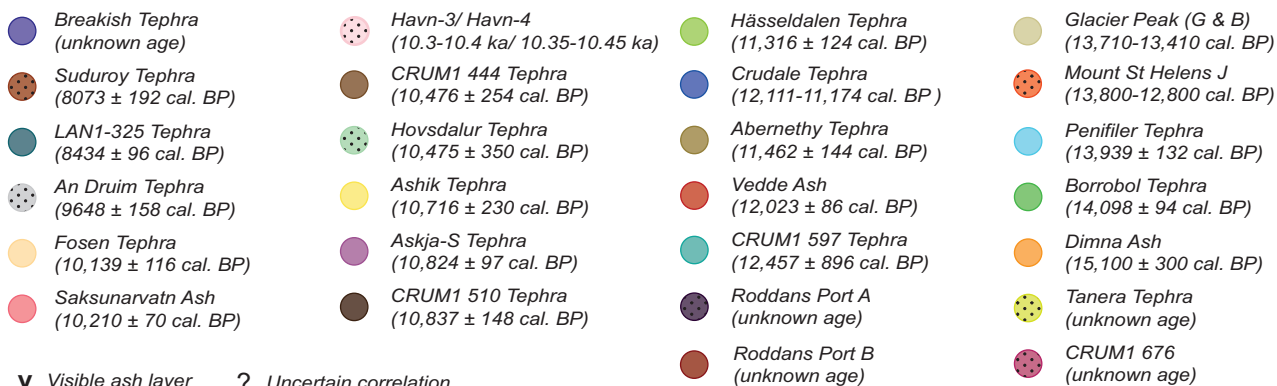 Breakish Tephra
(unknown age)
Suduroy Tephra
(8073 ± 192 cal. BP)
LAN1-325 Tephra
(8434 ± 96 cal. BP)
An Druim Tephra
(9648 ± 158 cal. BP)
Fosen Tephra
(10,139 ± 116 cal. BP)
Saksunarvatn Ash
(10,210 ± 70 cal. BP)
Havn-3/ Havn-4
(10.3-10.4 ka/ 10.35-10.45 ka)
CRUM1 444 Tephra
(10,476 ± 254 cal. BP)
Hovsdalur Tephra
(10,475 ± 350 cal. BP)
Ashik Tephra
(10,716 ± 230 cal. BP)
Askja-S Tephra
(10,824 ± 97 cal. BP)
CRUM1 510 Tephra
(10,837 ± 148 cal. BP)
Hässeldalen Tephra
(11,316 ± 124 cal. BP)
Crudale Tephra
(12,111-11,174 cal. BP )
Abernethy Tephra
(11,462 ± 144 cal. BP)
Vedde Ash
(12,023 ± 86 cal. BP)
CRUM1 597 Tephra
(12,457 ± 896 cal. BP)
Roddans Port A
(unknown age)
Roddans Port B
(unknown age)
Glacier Peak (G & B)
(13,710-13,410 cal. BP)
Mount St Helens J
(13,800-12,800 cal. BP)
Penifiler Tephra
(13,939 ± 132 cal. BP)
Borrobol Tephra
(14,098 ± 94 cal. BP)
Dimna Ash
(15,100 ± 300 cal. BP)
Tanera Tephra
(unknown age)
CRUM1 676
(unknown age)
v Visible ash layer ? Uncertain correlation